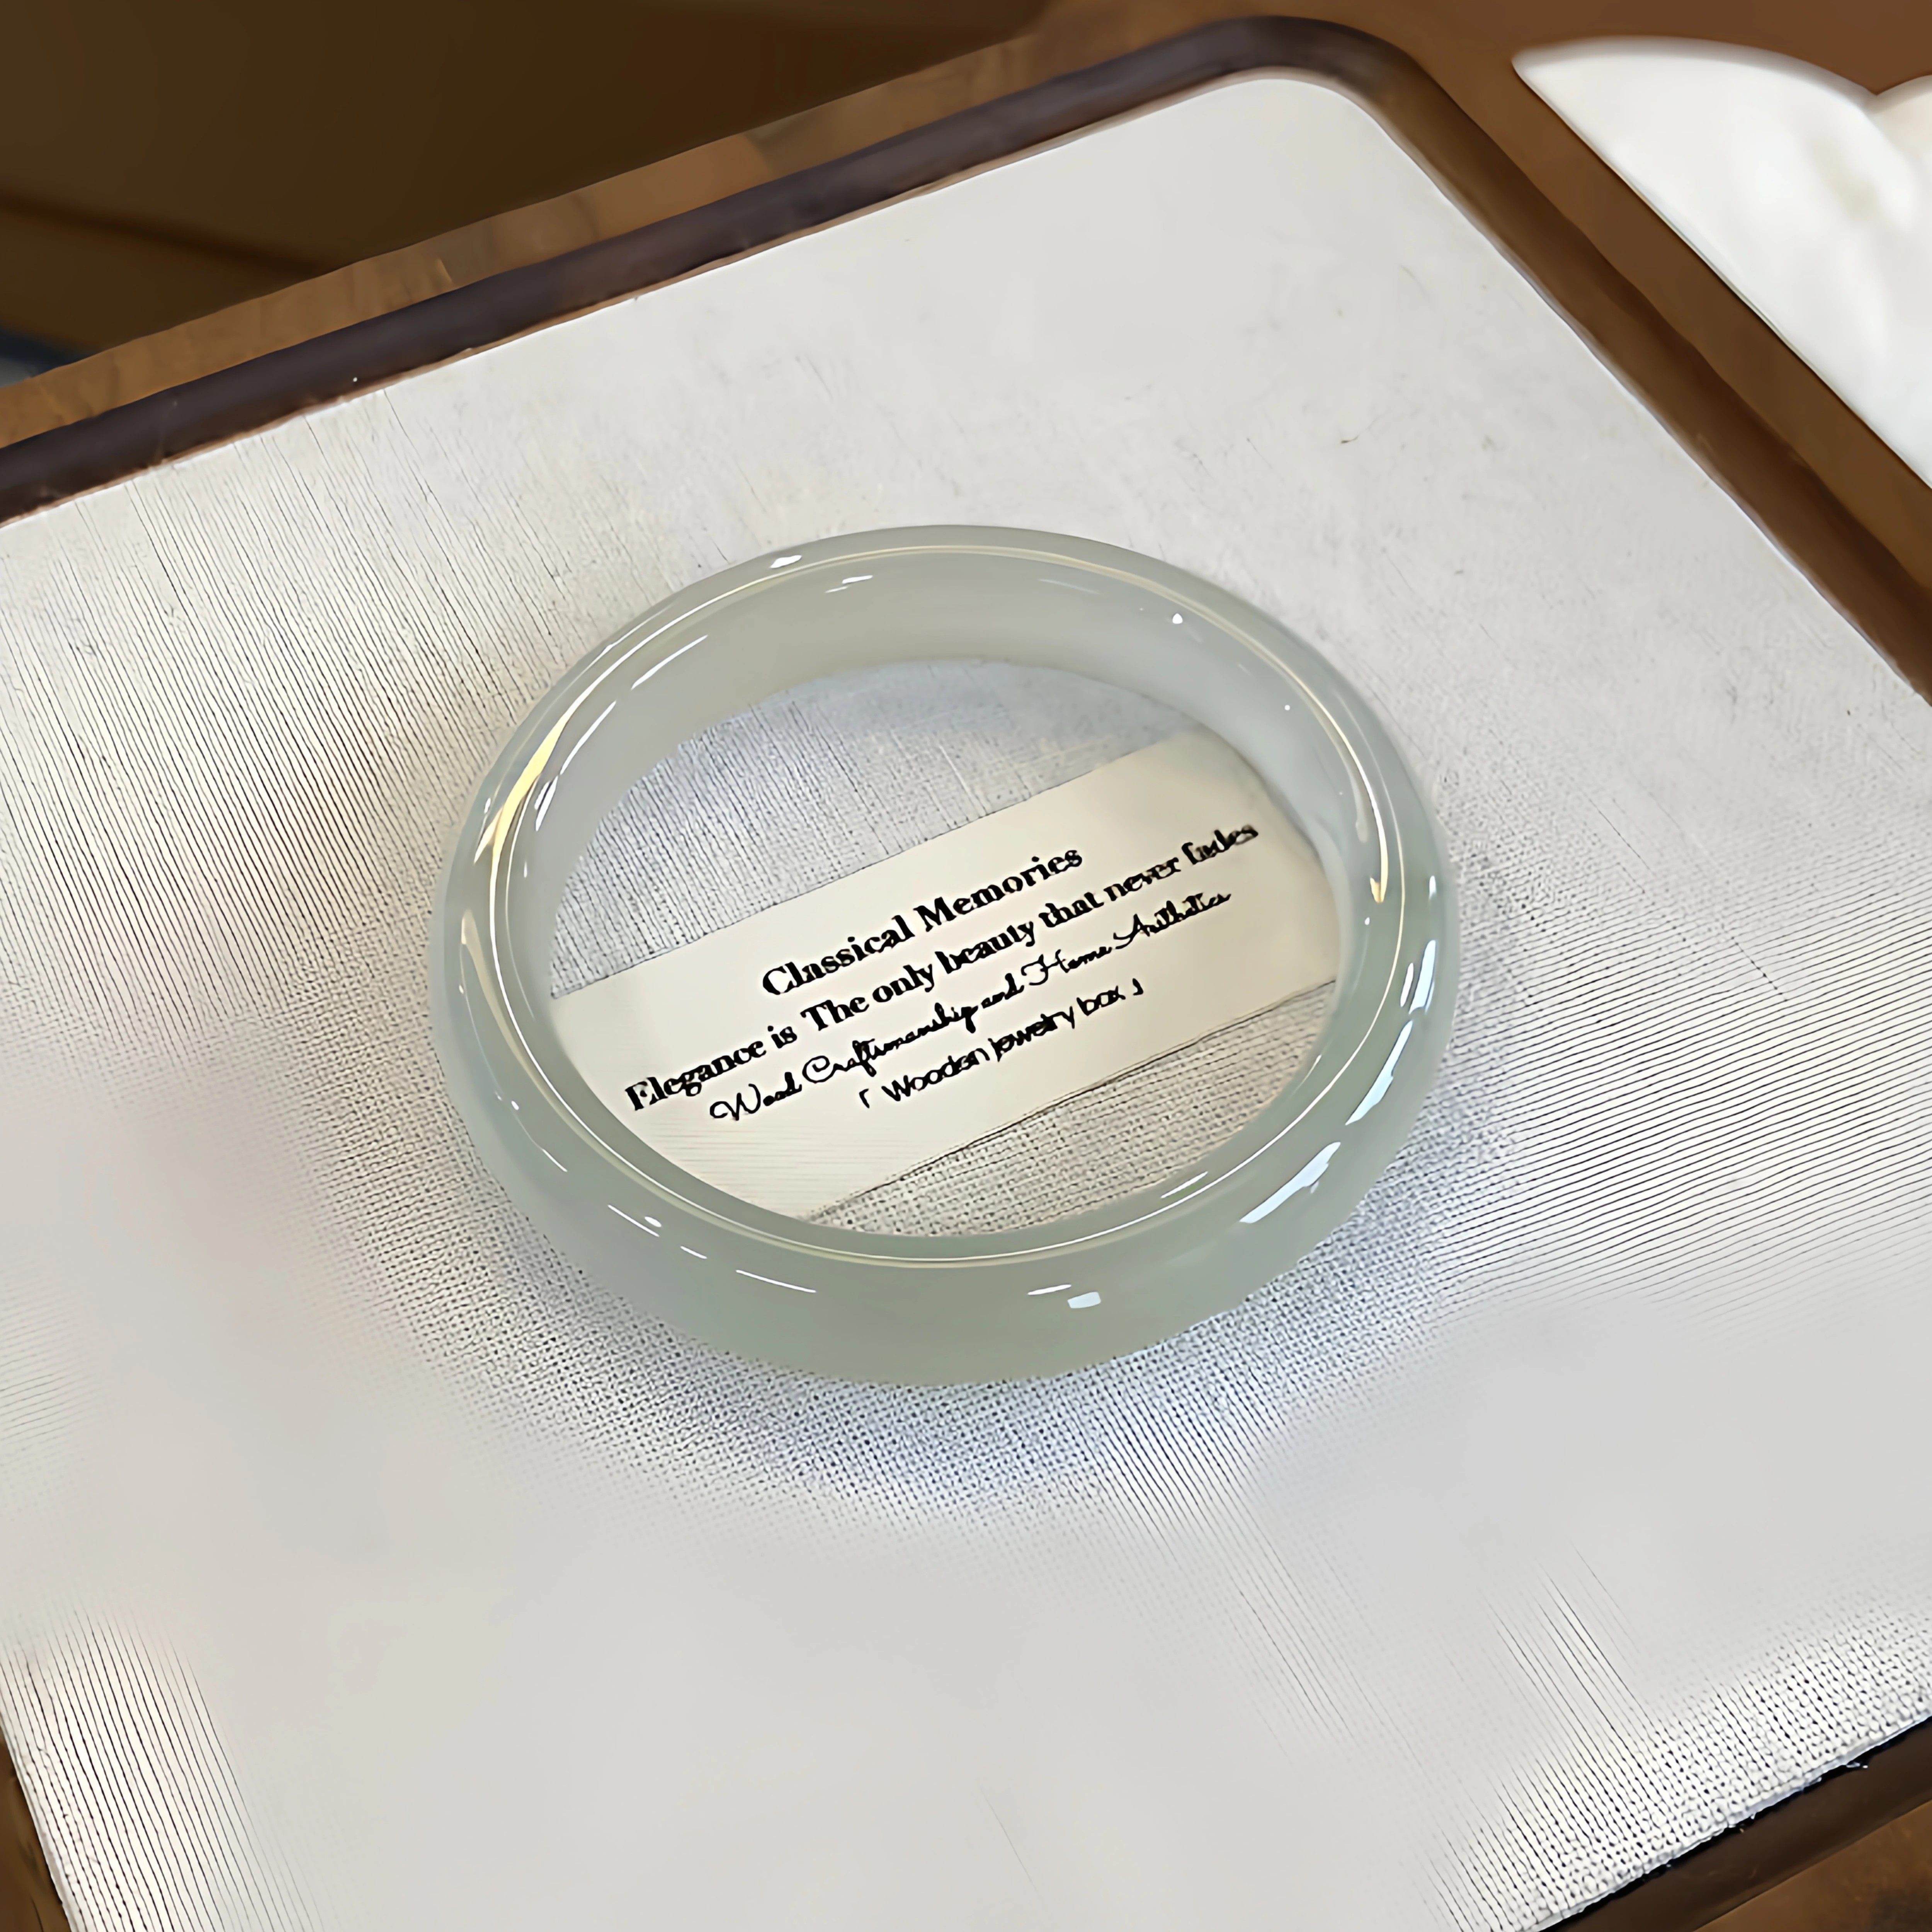 Classical Memories
Elegance is The only beauty that never fades
Wood Craftsmanship and Home Aesthetics
「 Wooden jewelry box 」